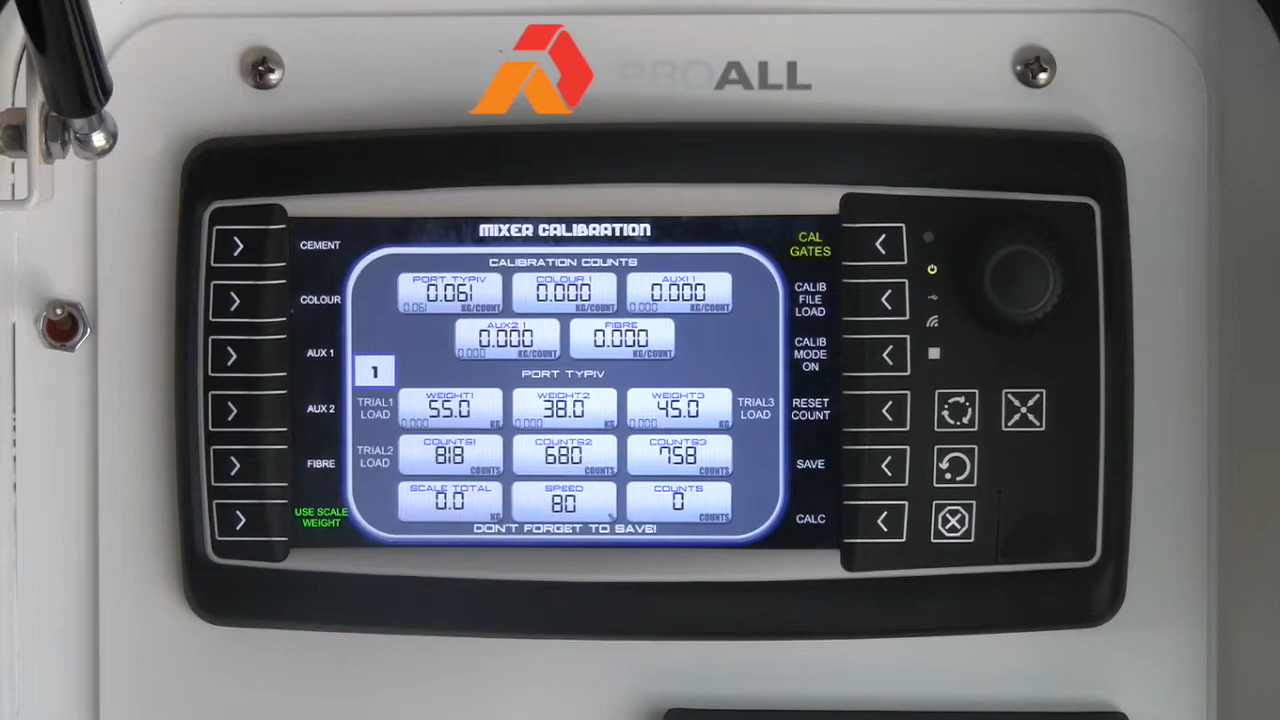 PROALL
MIXER CALIBRATION
CEMENT
COLOUR
AUX 1
AUX 2
FIBRE
USE SCALE
WEIGHT
CALIBRATION COUNTS
PORT TYPIV
0.061
0.061 KG/COUNT
COLOUR 1
0.000
KG/COUNT
AUX1 1
0.000
0.000 KG/COUNT
AUX2 1
0.000
0.000 KG/COUNT
FIBRE
0.000
KG/COUNT
1
PORT TYPIV
TRIAL1
LOAD
WEIGHT1
55.0
0.000 KG
WEIGHT2
38.0
0.000 KG
WEIGHT3
45.0
0.000 KG
TRIAL3
LOAD
TRIAL2
LOAD
COUNTS1
818
COUNTS
COUNTS2
680
COUNTS
COUNTS3
758
COUNTS
SCALE TOTAL
0.0
KG
SPEED
80
%
COUNTS
0
COUNTS
DON'T FORGET TO SAVE!
CAL
GATES
CALIB
FILE
LOAD
CALIB
MODE
ON
RESET
COUNT
SAVE
CALC